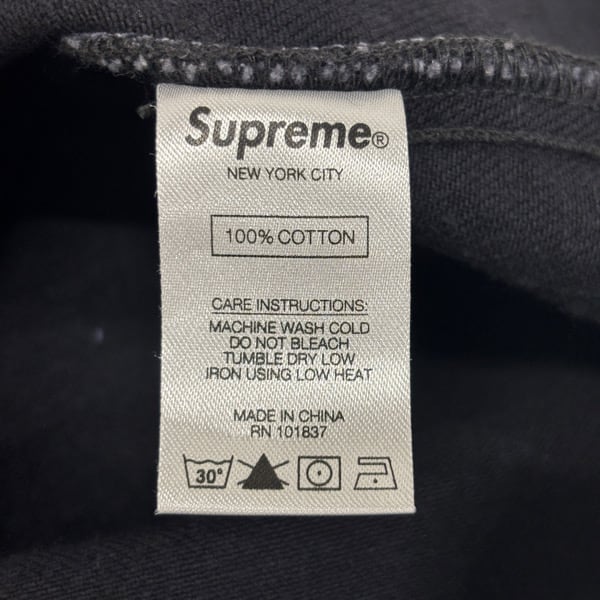 Supreme®
NEW YORK CITY
100% COTTON
CARE INSTRUCTIONS:
MACHINE WASH COLD
DO NOT BLEACH
TUMBLE DRY LOW
IRON USING LOW HEAT
MADE IN CHINA
RN 101837
30°